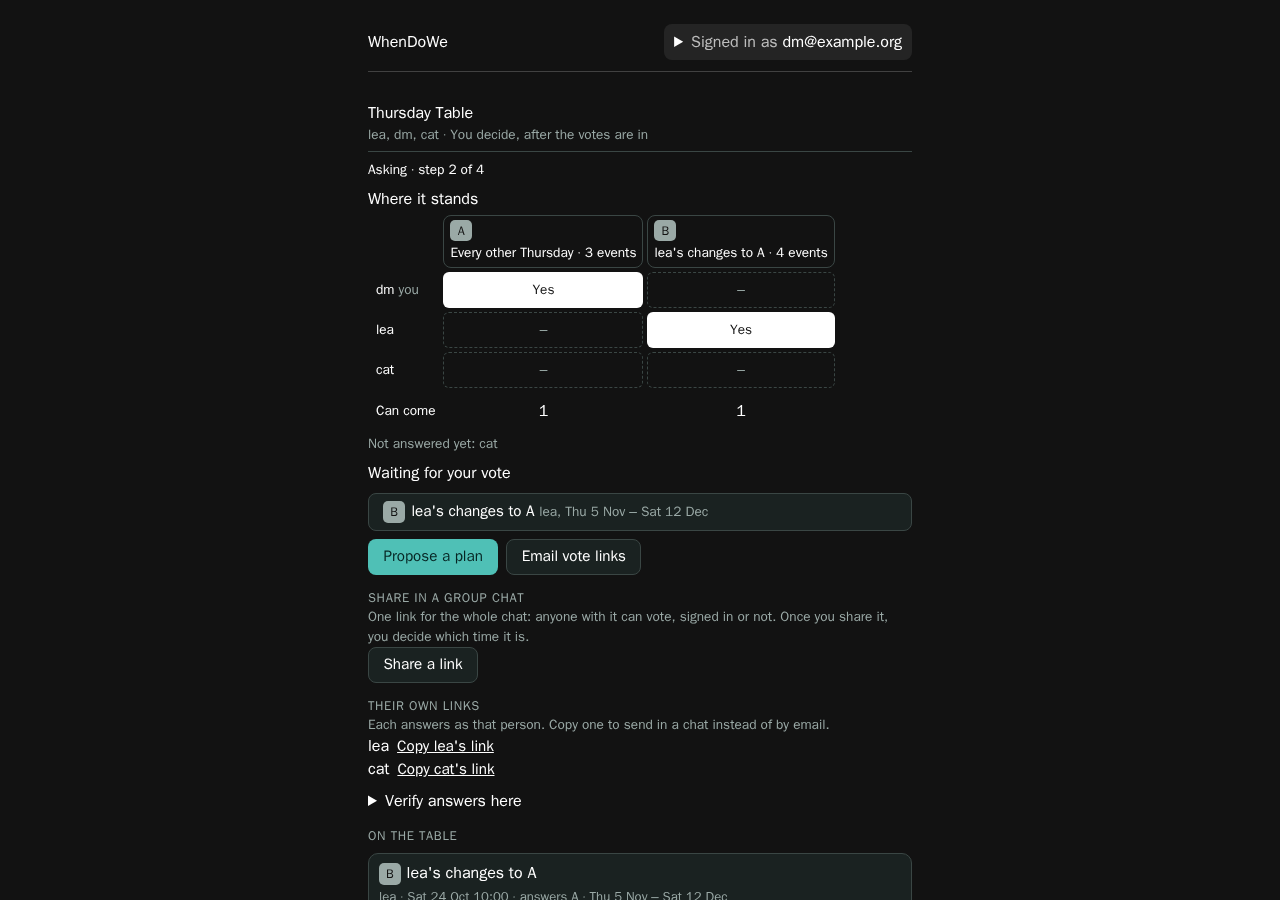 WhenDoWe
▶ Signed in as dm@example.org
Thursday Table
lea, dm, cat · You decide, after the votes are in
Asking · step 2 of 4
Where it stands
A
Every other Thursday · 3 events
B
lea's changes to A · 4 events
dm you Yes –
lea – Yes
cat – –
Can come 1 1
Not answered yet: cat
Waiting for your vote
B lea's changes to A lea, Thu 5 Nov – Sat 12 Dec
Propose a plan Email vote links
SHARE IN A GROUP CHAT
One link for the whole chat: anyone with it can vote, signed in or not. Once you share it,
you decide which time it is.
Share a link
THEIR OWN LINKS
Each answers as that person. Copy one to send in a chat instead of by email.
lea Copy lea's link
cat Copy cat's link
▶ Verify answers here
ON THE TABLE
B lea's changes to A
lea · Sat 24 Oct 10:00 · answers A · Thu 5 Nov – Sat 12 Dec